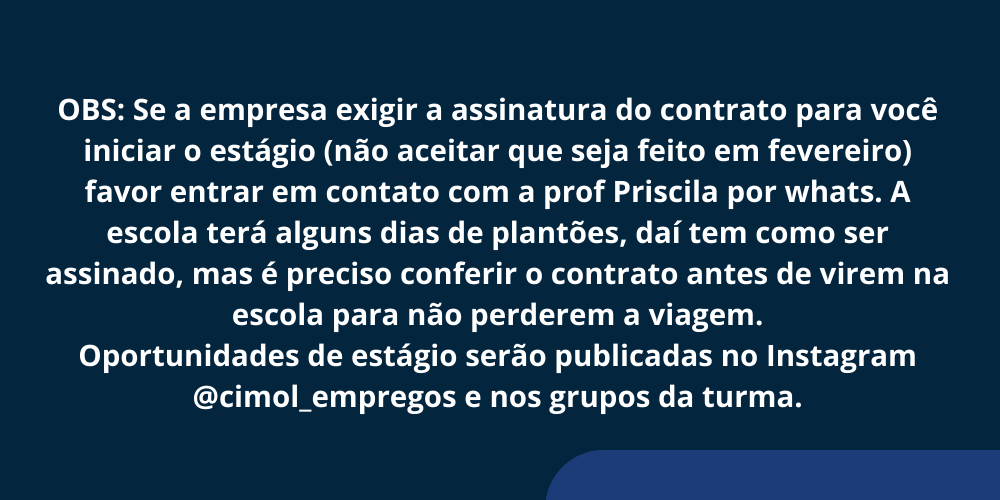 OBS: Se a empresa exigir a assinatura do contrato para você
iniciar o estágio (não aceitar que seja feito em fevereiro)
favor entrar em contato com a prof Priscila por whats. A
escola terá alguns dias de plantões, daí tem como ser
assinado, mas é preciso conferir o contrato antes de virem na
escola para não perderem a viagem.
Oportunidades de estágio serão publicadas no Instagram
@cimol_empregos e nos grupos da turma.